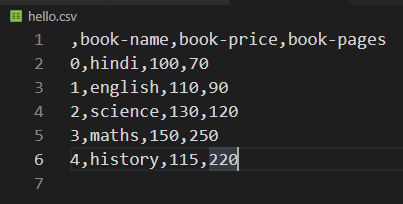 hello.csv
1 ,book-name,book-price,book-pages
2 0,hindi,100,70
3 1,english,110,90
4 2,science,130,120
5 3,maths,150,250
6 4,history,115,220
7